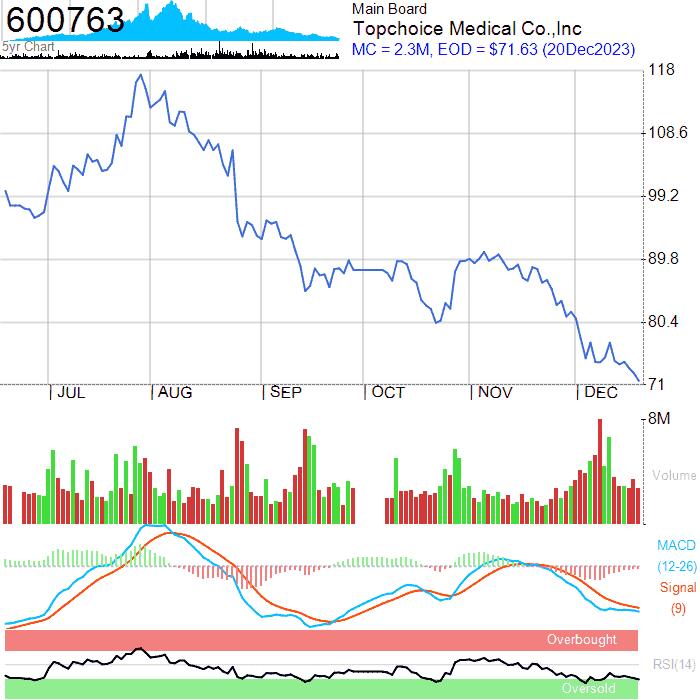 600763
5yr Chart
Main Board
Topchoice Medical Co.,Inc
MC = 2.3M, EOD = $71.63 (20Dec2023)
118
108.6
99.2
89.8
80.4
71
JUL AUG SEP OCT NOV DEC
8M
Volume
MACD
(12-26)
Signal
(9)
Overbought
RSI(14)
Oversold